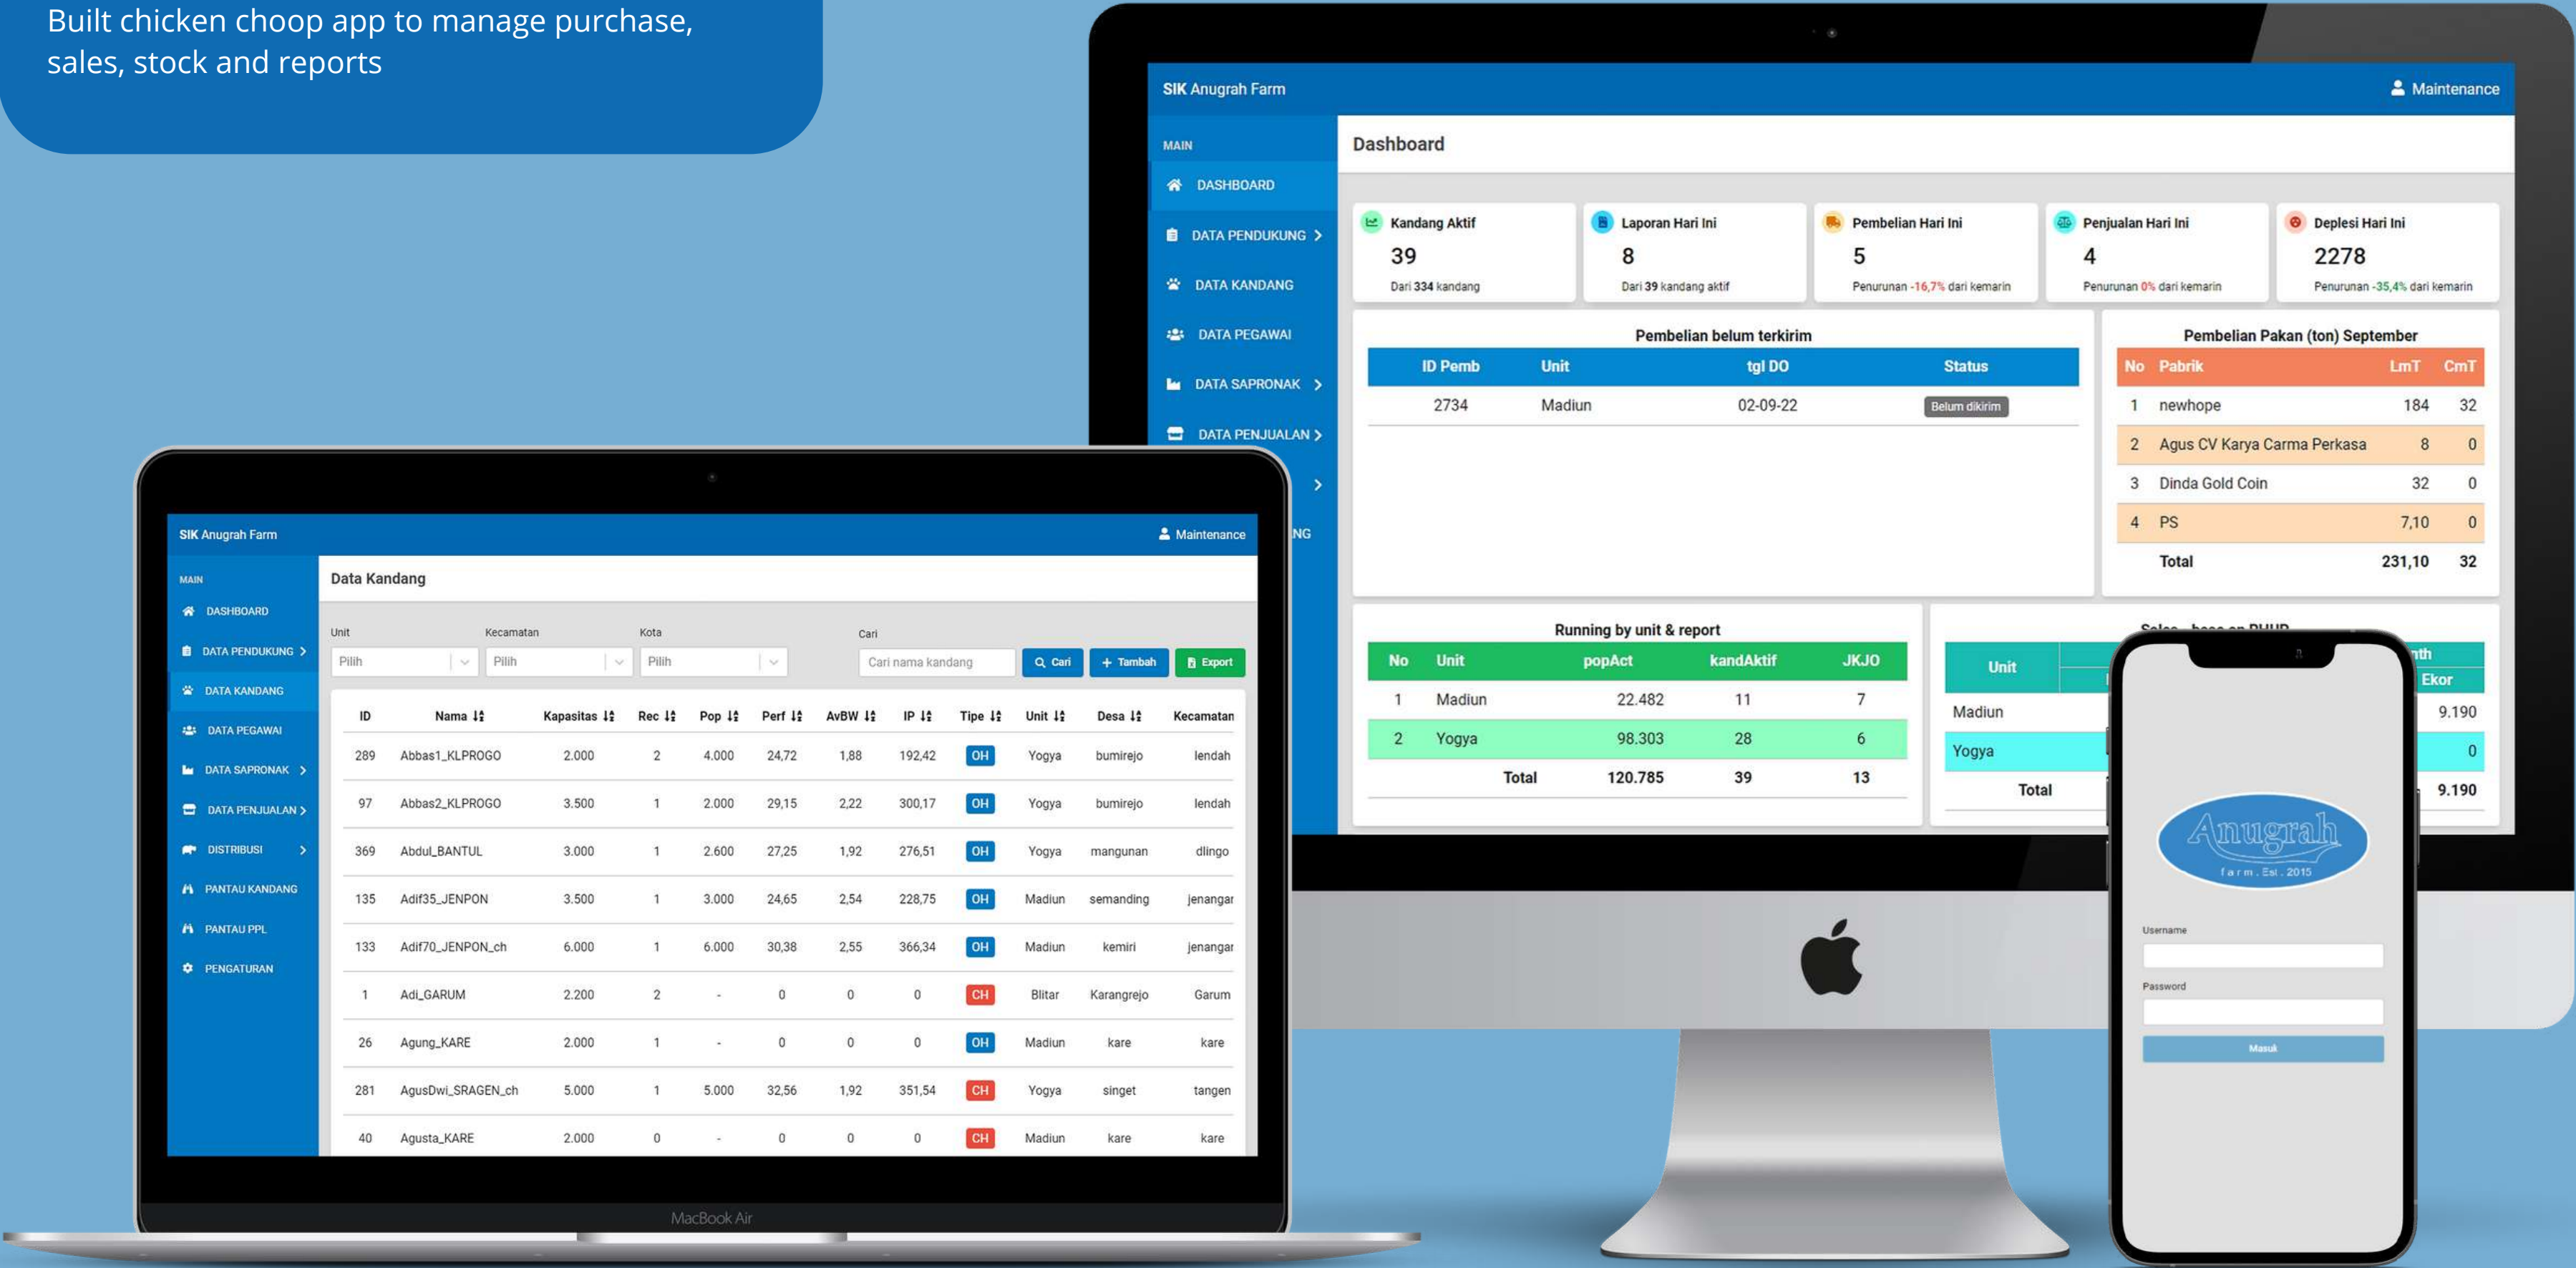 Built chicken choop app to manage purchase,
sales, stock and reports
SIK Anugrah Farm
Maintenance
MAIN
DASHBOARD
DATA PENDUKUNG
DATA KANDANG
DATA PEGAWAI
DATA SAPRONAK
DATA PENJUALAN
NG
Dashboard
Kandang Aktif
39
Dari 334 kandang
Laporan Hari Ini
8
Dari 39 kandang aktif
Pembelian Hari Ini
5
Penurunan -16,7% dari kemarin
Penjualan Hari Ini
4
Penurunan 0% dari kemarin
Deplesi Hari Ini
2278
Penurunan -35,4% dari kemarin
Pembelian belum terkirim
ID Pemb Unit tgl DO Status
2734 Madiun 02-09-22 Belum dikirim
Pembelian Pakan (ton) September
No Pabrik LmT CmT
1 newhope 184 32
2 Agus CV Karya Carma Perkasa 8 0
3 Dinda Gold Coin 32 0
4 PS 7,10 0
Total 231,10 32
Running by unit & report
No Unit popAct kandAktif JKJO
1 Madiun 22.482 11 7
2 Yogya 98.303 28 6
Total 120.785 39 13
Unit
Ekor
Madiun 9.190
Yogya 0
Total 9.190
SIK Anugrah Farm
Maintenance
MAIN
DASHBOARD
DATA PENDUKUNG
DATA KANDANG
DATA PEGAWAI
DATA SAPRONAK
DATA PENJUALAN
DISTRIBUSI
PANTAU KANDANG
PANTAU PPL
PENGATURAN
Data Kandang
Unit Kecamatan Kota Cari
Pilih Pilih Pilih Cari nama kandang Cari + Tambah Export
ID Nama Kapasitas Rec Pop Perf AvBW IP Tipe Unit Desa Kecamatan
289 Abbas1_KLPROGO 2.000 2 4.000 24,72 1,88 192,42 OH Yogya bumirejo lendah
97 Abbas2_KLPROGO 3.500 1 2.000 29,15 2,22 300,17 OH Yogya bumirejo lendah
369 Abdul_BANTUL 3.000 1 2.600 27,25 1,92 276,51 OH Yogya mangunan dlingo
135 Adif35_JENPON 3.500 1 3.000 24,65 2,54 228,75 OH Madiun semanding jenangar
133 Adif70_JENPON_ch 6.000 1 6.000 30,38 2,55 366,34 OH Madiun kemiri jenangar
1 Adi_GARUM 2.200 2 - 0 0 0 CH Blitar Karangrejo Garum
26 Agung_KARE 2.000 1 - 0 0 0 OH Madiun kare kare
281 AgusDwi_SRAGEN_ch 5.000 1 5.000 32,56 1,92 351,54 CH Yogya singet tangen
40 Agusta_KARE 2.000 0 - 0 0 0 CH Madiun kare kare
MacBook Air
Anugrah
farm. Est. 2015
Username
Password
Masuk